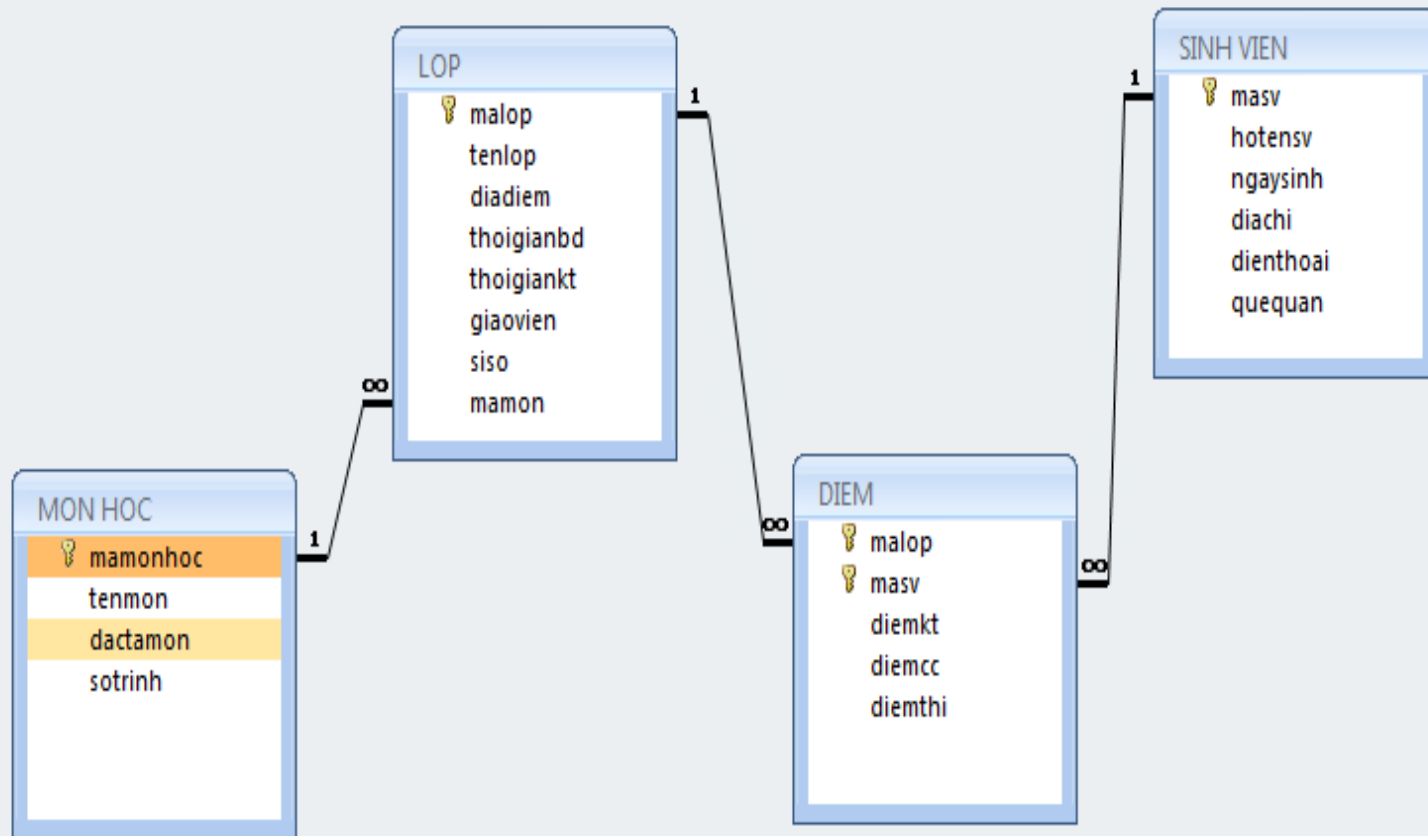 LOP
malop
tenlop
diadiem
thoigianbd
thoigiankt
giaovien
siso
mamon
1
∞
SINH VIEN
masv
hotensv
ngaysinh
diachi
dienthoai
quequan
1
MON HOC
mamonhoc
tenmon
dactamon
sotrinh
1
DIEM
malop
masv
diemkt
diemcc
diemthi
∞
∞